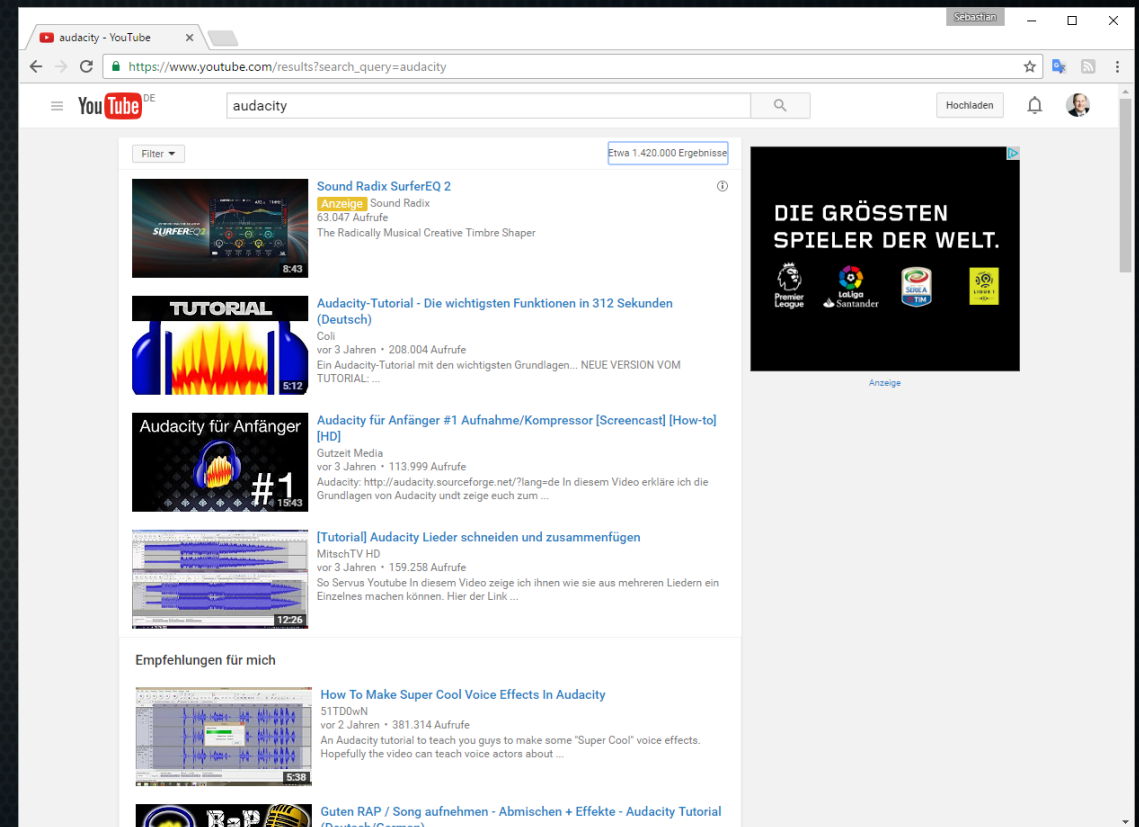 Sebastian
audacity - YouTube
https://www.youtube.com/results?search_query=audacity
YouTube DE
audacity
Hochladen
Filter
Etwa 1.420.000 Ergebnisse
SURFEREQ2
8:43
Sound Radix SurferEQ 2
Anzeige Sound Radix
63.047 Aufrufe
The Radically Musical Creative Timbre Shaper
DIE GRÖSSTEN
SPIELER DER WELT.
Premier
League
LaLiga
Santander
SERIE A
TIM
LIGUE 1
Anzeige
TUTORIAL
5:12
Audacity-Tutorial - Die wichtigsten Funktionen in 312 Sekunden
(Deutsch)
Coli
vor 3 Jahren • 208.004 Aufrufe
Ein Audacity-Tutorial mit den wichtigsten Grundlagen... NEUE VERSION VOM
TUTORIAL: ...
Audacity für Anfänger
#1
15:43
Audacity für Anfänger #1 Aufnahme/Kompressor [Screencast] [How-to]
[HD]
Gutzeit Media
vor 3 Jahren • 113.999 Aufrufe
Audacity: http://audacity.sourceforge.net/?lang=de In diesem Video erkläre ich die
Grundlagen von Audacity undt zeige euch zum ...
12:26
[Tutorial] Audacity Lieder schneiden und zusammenfügen
MitschTV HD
vor 3 Jahren • 159.258 Aufrufe
So Servus Youtube In diesem Video zeige ich ihnen wie sie aus mehreren Liedern ein
Einzelnes machen können. Hier der Link ...
Empfehlungen für mich
5:38
How To Make Super Cool Voice Effects In Audacity
51TD0wN
vor 2 Jahren • 381.314 Aufrufe
An Audacity tutorial to teach you guys to make some "Super Cool" voice effects.
Hopefully the video can teach voice actors about ...
RaP
Guten RAP / Song aufnehmen - Abmischen + Effekte - Audacity Tutorial
(Deutsch/German)